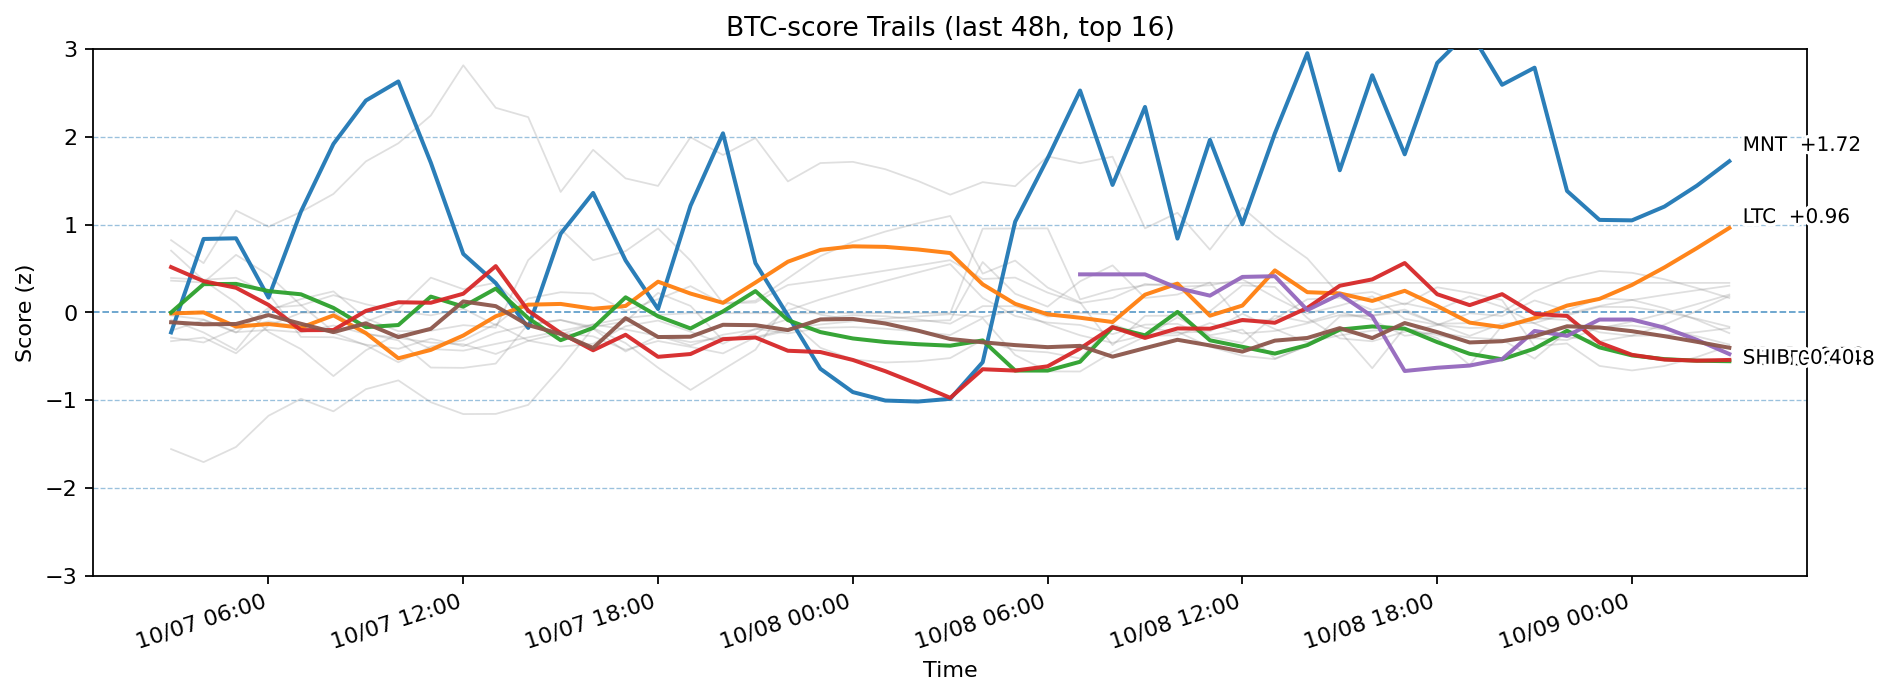 BTC-score Trails (last 48h, top 16)
3
2
1
0
−1
−2
−3
Score (z)
MNT +1.72
LTC +0.96
SHIB
10/07 06:00
10/07 12:00
10/07 18:00
10/08 00:00
10/08 06:00
10/08 12:00
10/08 18:00
10/09 00:00
Time